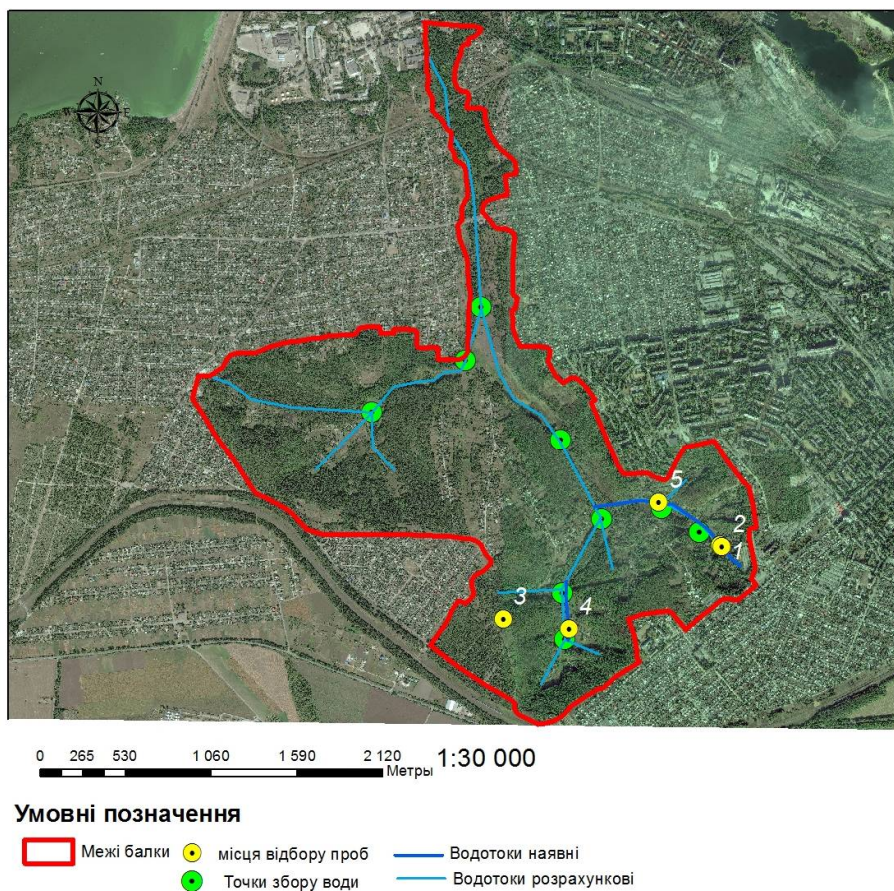 N
W E
S
5
2
1
3
4
0 265 530 1 060 1 590 2 120
Метры
1:30 000
Умовні позначення
Межі балки
місця відбору проб
Водотоки наявні
Точки збору води
Водотоки розрахункові